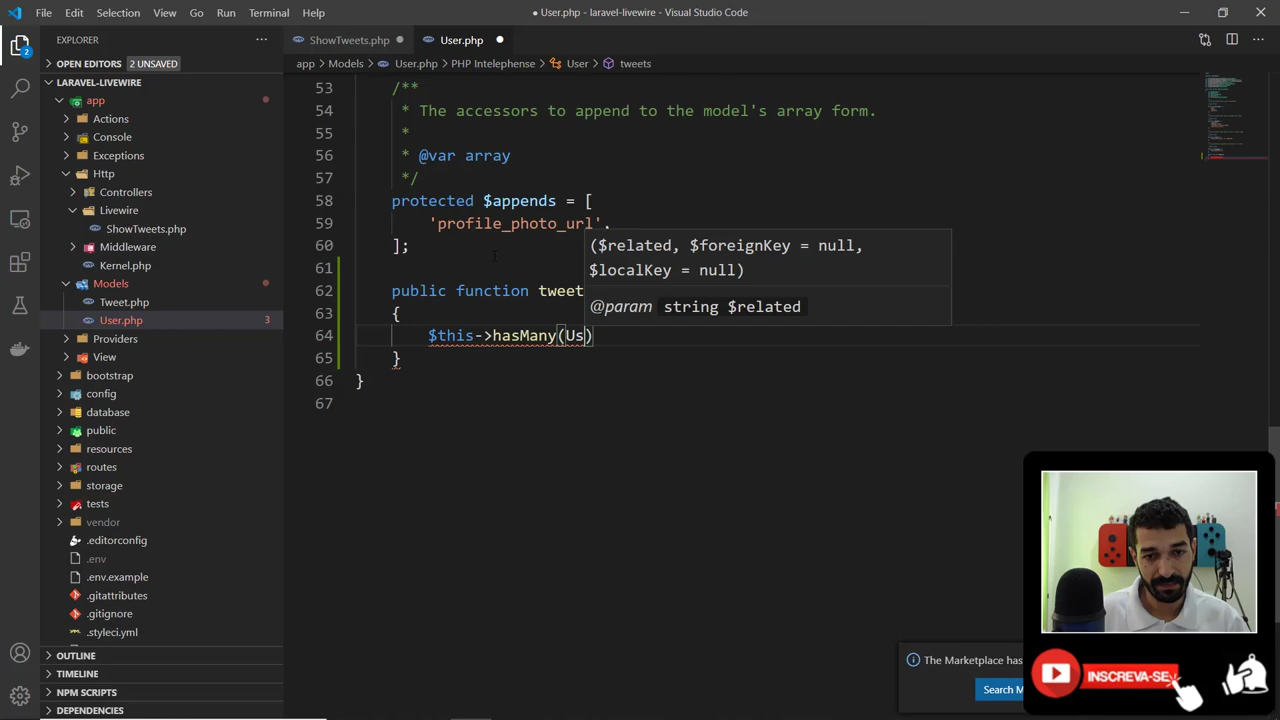 File Edit Selection View Go Run Terminal Help
● User.php - laravel-livewire - Visual Studio Code
EXPLORER
OPEN EDITORS 2 UNSAVED
LARAVEL-LIVEWIRE
app
Actions
Console
Exceptions
Http
Controllers
Livewire
ShowTweets.php
Middleware
Kernel.php
Models
Tweet.php
User.php 3
Providers
View
bootstrap
config
database
public
resources
routes
storage
tests
vendor
.editorconfig
.env
.env.example
.gitattributes
.gitignore
.styleci.yml
OUTLINE
TIMELINE
NPM SCRIPTS
DEPENDENCIES
2
ShowTweets.php ● User.php ●
app > Models > User.php > PHP Intelephense > User > tweets
53 /**
54 * The accessors to append to the model's array form.
55 *
56 * @var array
57 */
58 protected $appends = [
59 'profile_photo_url',
60 ];
61
62 public function tweet
63 {
64 $this->hasMany(Us)
65 }
66 }
67
($related, $foreignKey = null,
$localKey = null)
@param string $related
The Marketplace has
Search M
INSCREVA-SE